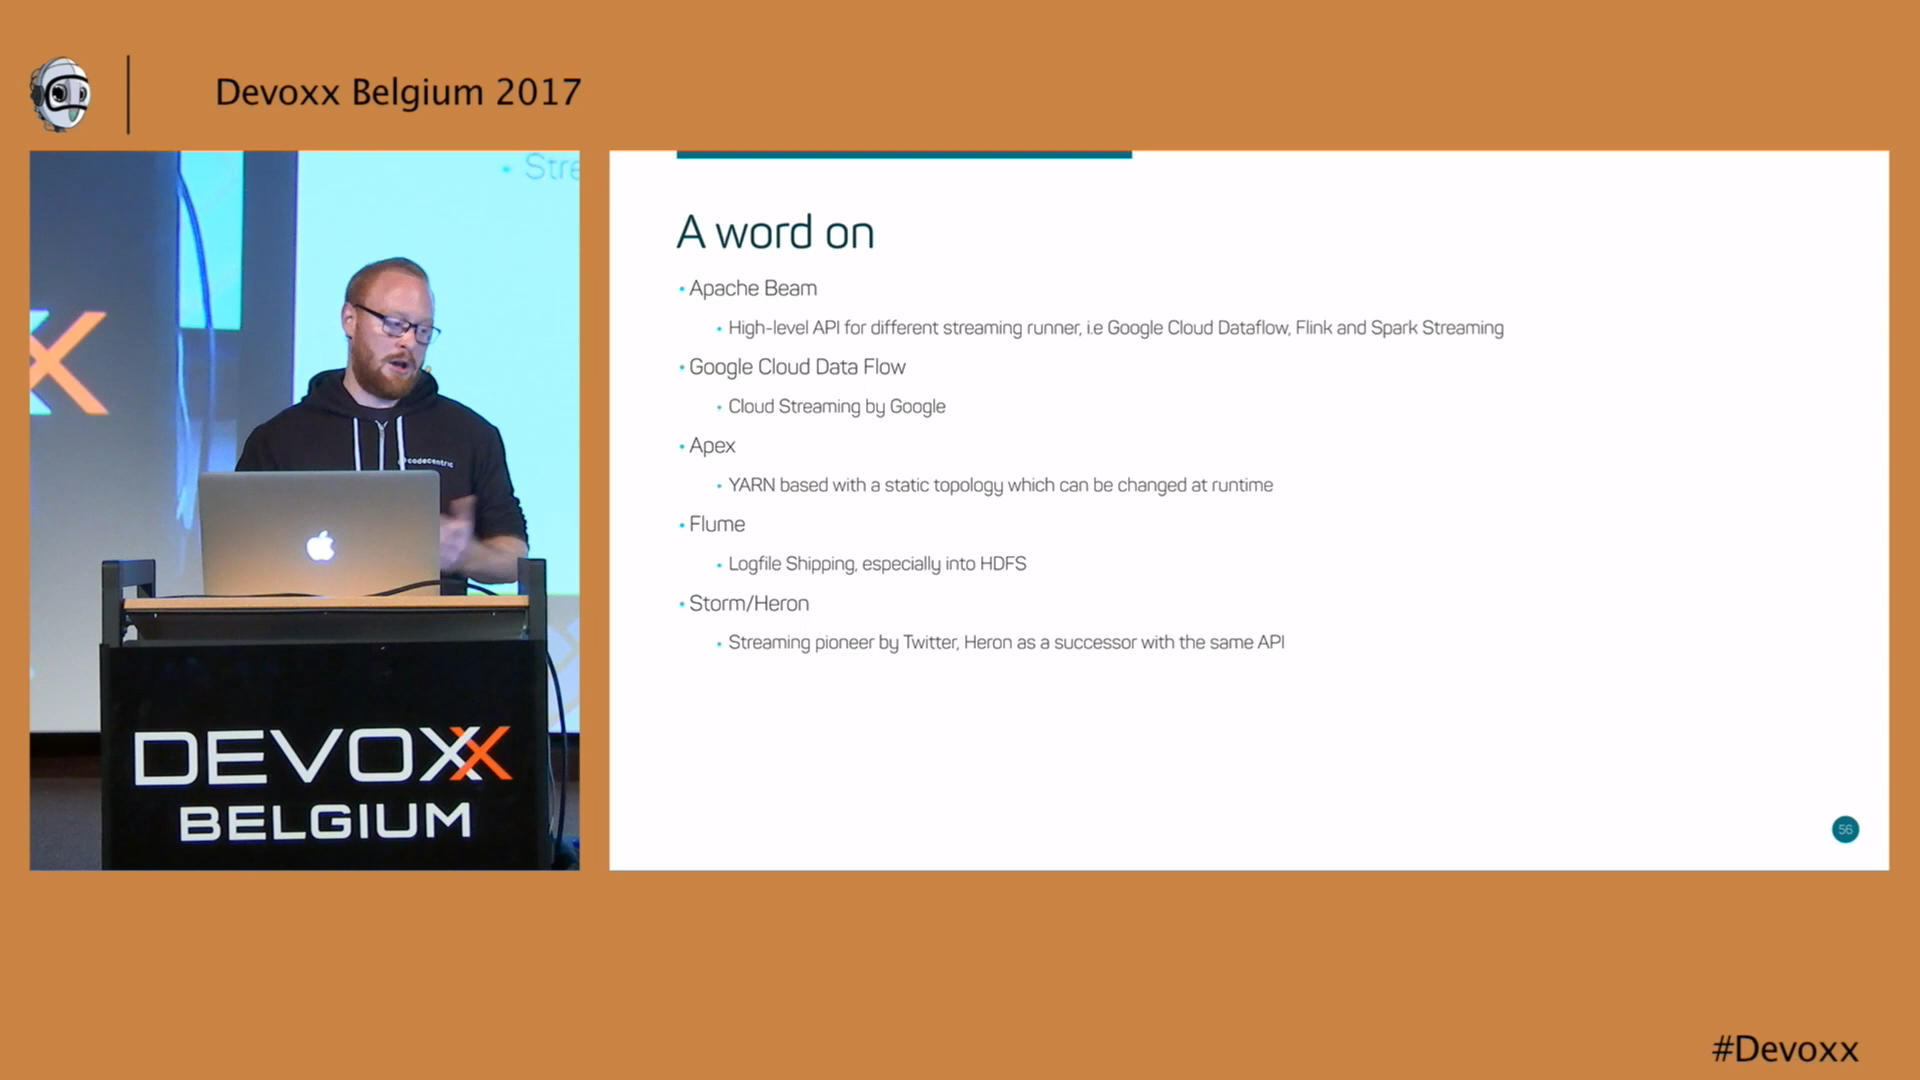 Devoxx Belgium 2017
• Stre
X
codecentric
DEVOXX
BELGIUM
A word on
• Apache Beam
• High-level API for different streaming runner, i.e Google Cloud Dataflow, Flink and Spark Streaming
• Google Cloud Data Flow
• Cloud Streaming by Google
• Apex
• YARN based with a static topology which can be changed at runtime
• Flume
• Logfile Shipping, especially into HDFS
• Storm/Heron
• Streaming pioneer by Twitter, Heron as a successor with the same API
56
#Devoxx